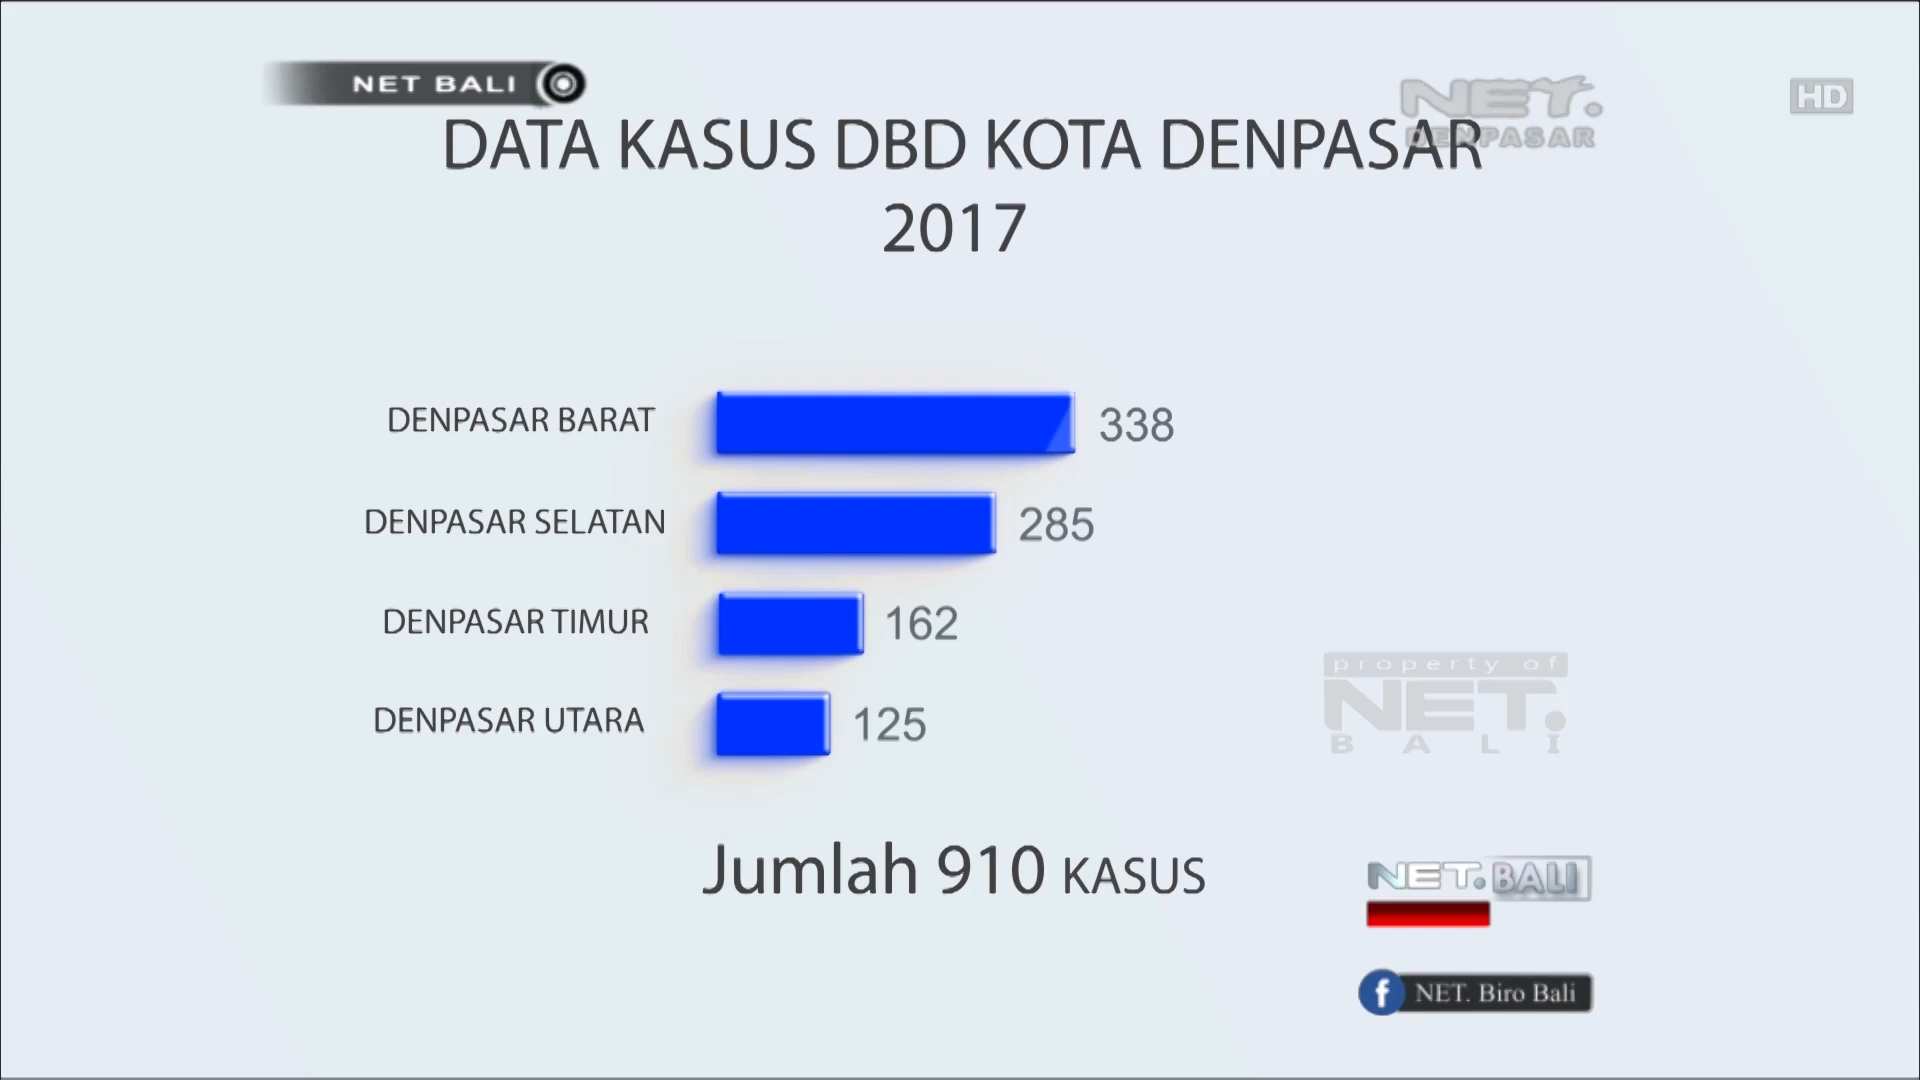 NET BALI
NET.
DENPASAR
HD
DATA KASUS DBD KOTA DENPASAR
2017
DENPASAR BARAT 338
DENPASAR SELATAN 285
DENPASAR TIMUR 162
DENPASAR UTARA 125
property of
NET.
BALI
Jumlah 910 KASUS
NET. BALI
f NET. Biro Bali